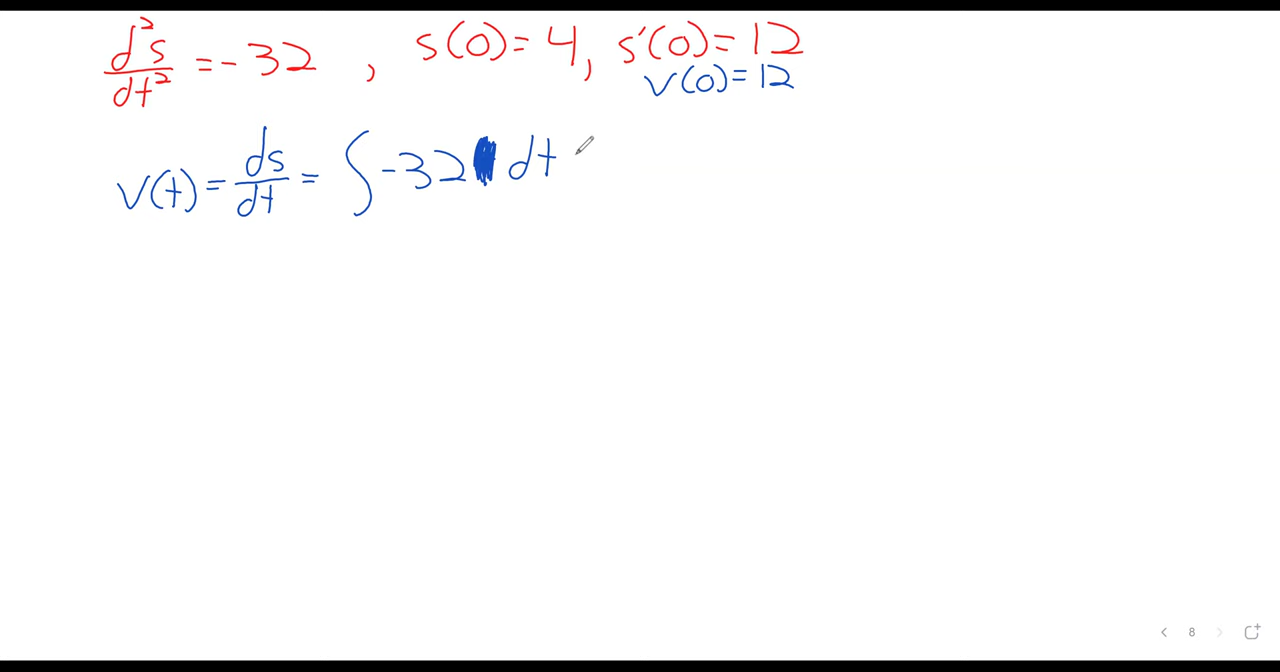 d²s/dt² = -32 , s(0) = 4, s'(0) = 12
v(0) = 12
v(t) = ds/dt = ∫ -32 dt
8